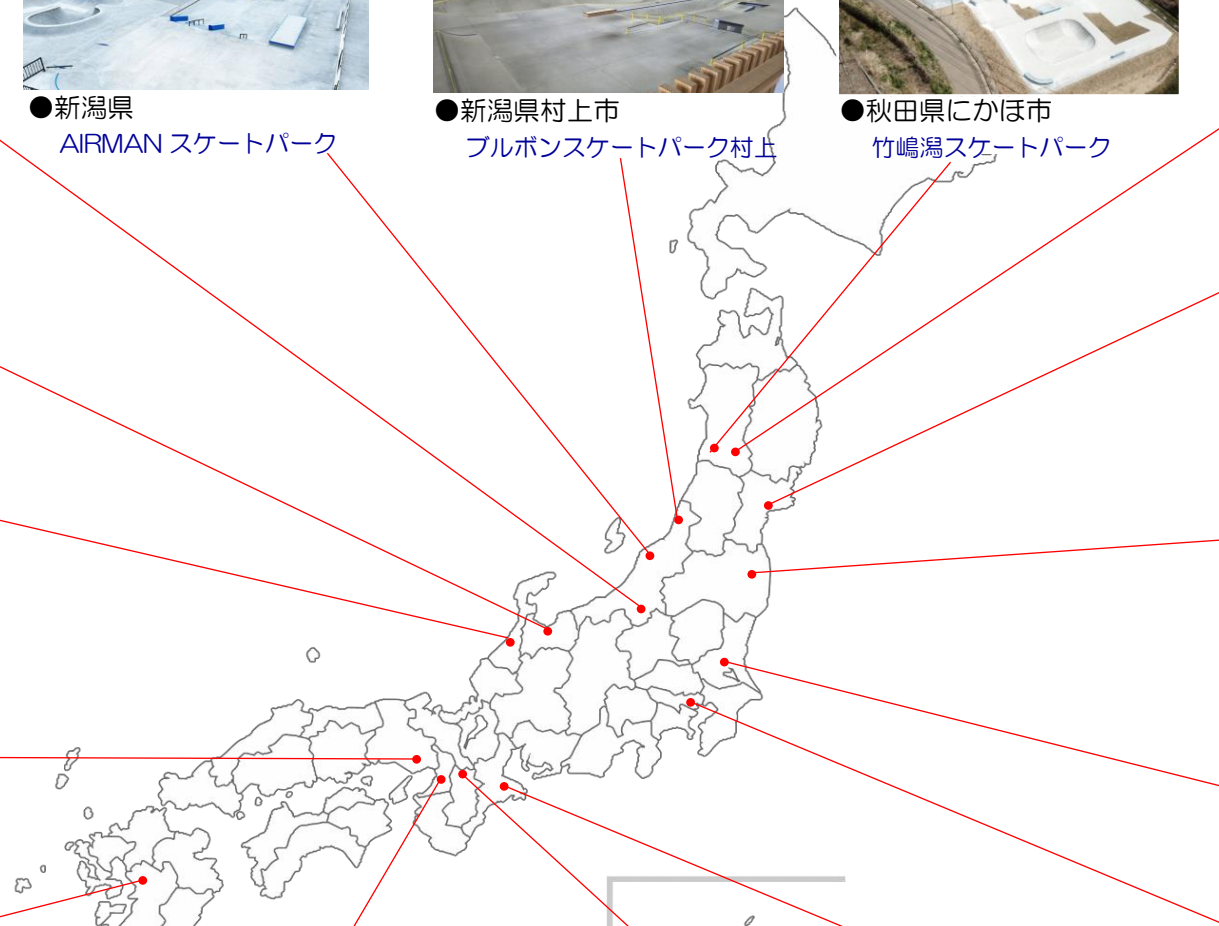 ●新潟県
AIRMAN スケートパーク
●新潟県村上市
ブルボンスケートパーク村上
●秋田県にかほ市
竹嶋潟スケートパーク